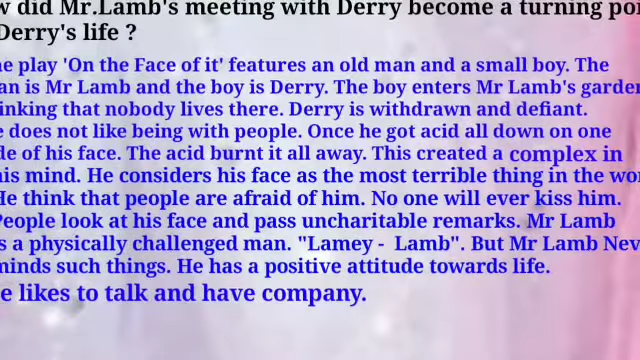 w did Mr.Lamb's meeting with Derry become a turning poi
Derry's life ?
he play 'On the Face of it' features an old man and a small boy. The
an is Mr Lamb and the boy is Derry. The boy enters Mr Lamb's garden
inking that nobody lives there. Derry is withdrawn and defiant.
e does not like being with people. Once he got acid all down on one
de of his face. The acid burnt it all away. This created a complex in
his mind. He considers his face as the most terrible thing in the wor
He think that people are afraid of him. No one will ever kiss him.
People look at his face and pass uncharitable remarks. Mr Lamb
s a physically challenged man. "Lamey - Lamb". But Mr Lamb Nev
minds such things. He has a positive attitude towards life.
e likes to talk and have company.